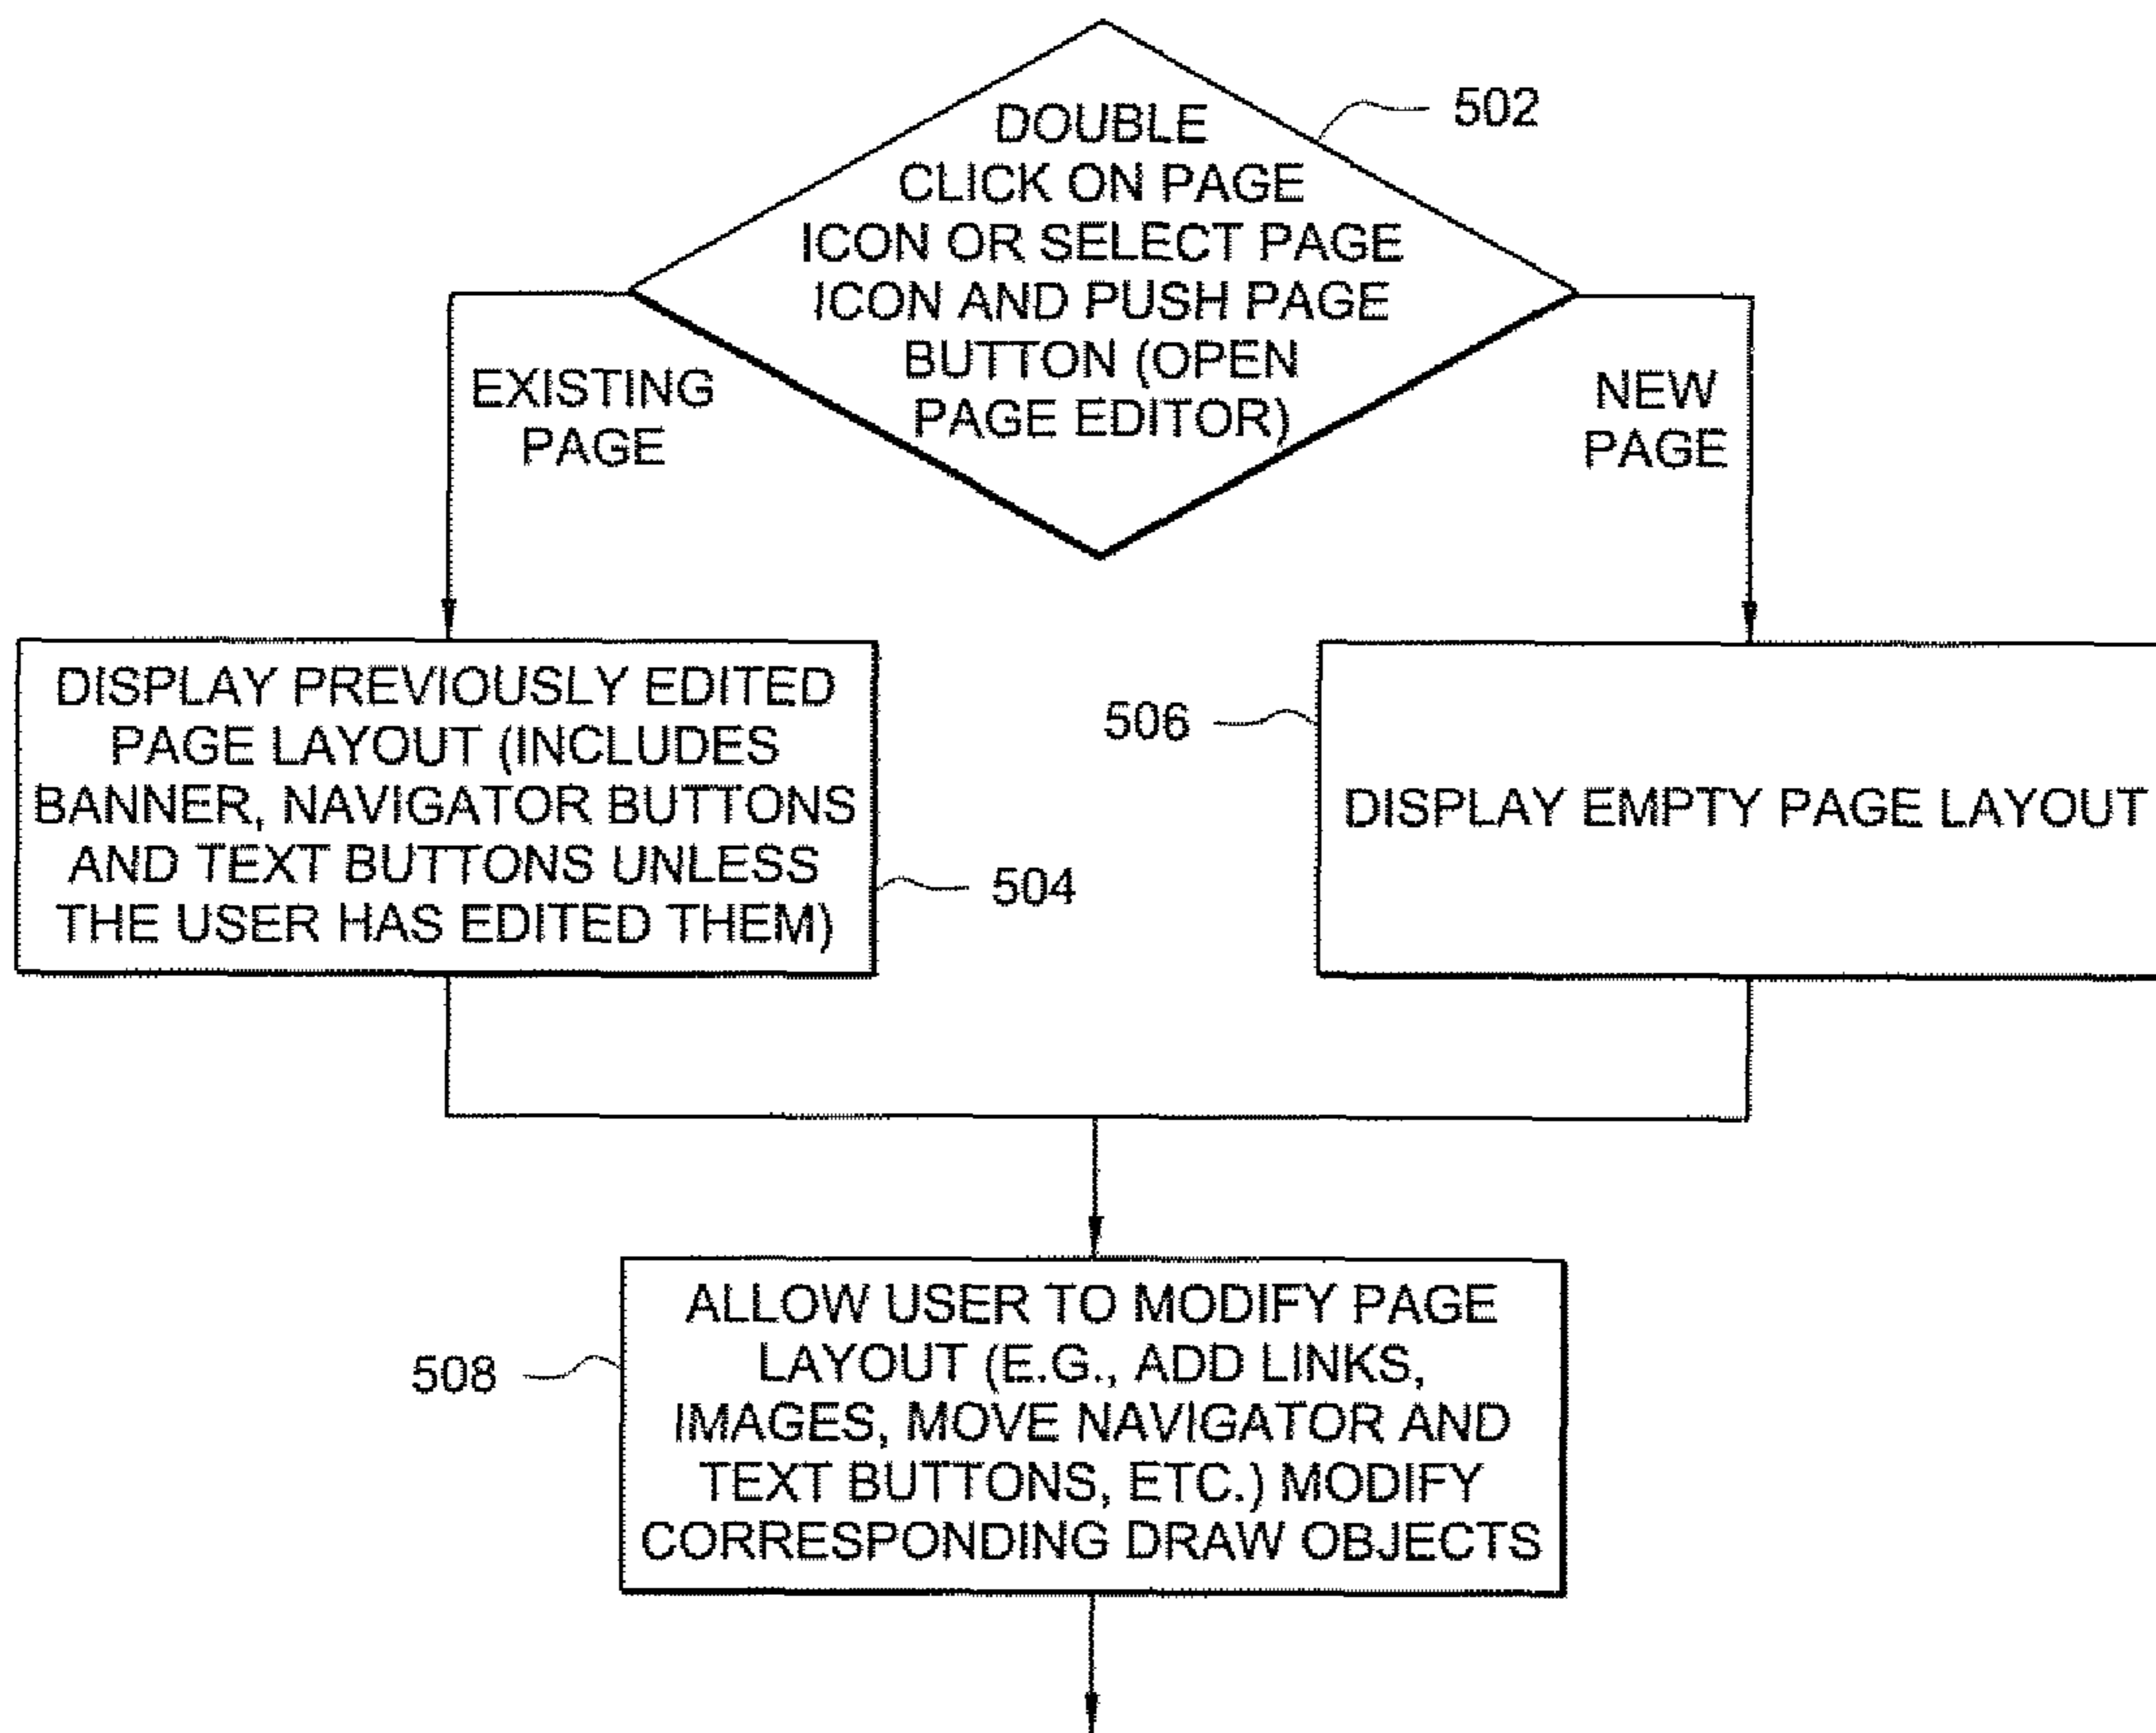 DOUBLE
CLICK ON PAGE
ICON OR SELECT PAGE
ICON AND PUSH PAGE
BUTTON (OPEN
PAGE EDITOR)
502
EXISTING
PAGE
NEW
PAGE
DISPLAY PREVIOUSLY EDITED
PAGE LAYOUT (INCLUDES
BANNER, NAVIGATOR BUTTONS
AND TEXT BUTTONS UNLESS
THE USER HAS EDITED THEM)
504
506
DISPLAY EMPTY PAGE LAYOUT
508
ALLOW USER TO MODIFY PAGE
LAYOUT (E.G., ADD LINKS,
IMAGES, MOVE NAVIGATOR AND
TEXT BUTTONS, ETC.) MODIFY
CORRESPONDING DRAW OBJECTS